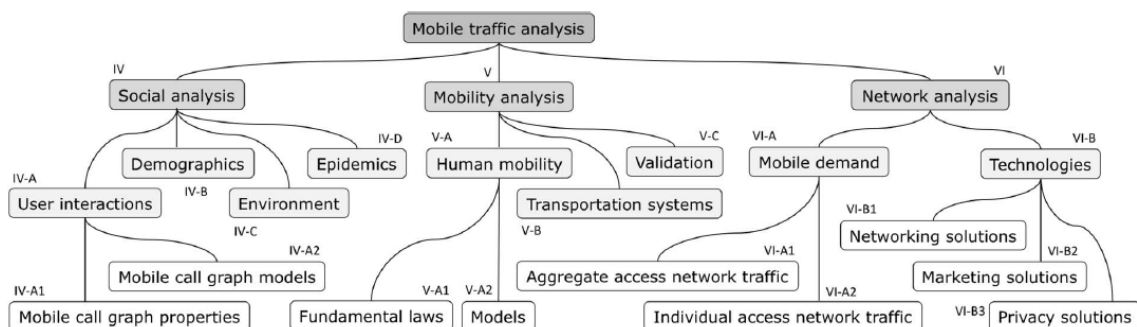 Mobile traffic analysis
IV
V
VI
Social analysis
Mobility analysis
Network analysis
IV-D
V-A
V-C
VI-A
VI-B
Demographics
Epidemics
Human mobility
Validation
Mobile demand
Technologies
IV-A
IV-B
User interactions
Environment
Transportation systems
VI-B1
Networking solutions
IV-C
V-B
IV-A2
VI-A1
VI-B2
Mobile call graph models
Aggregate access network traffic
Marketing solutions
IV-A1
V-A1
V-A2
VI-A2
VI-B3
Mobile call graph properties
Fundamental laws
Models
Individual access network traffic
Privacy solutions